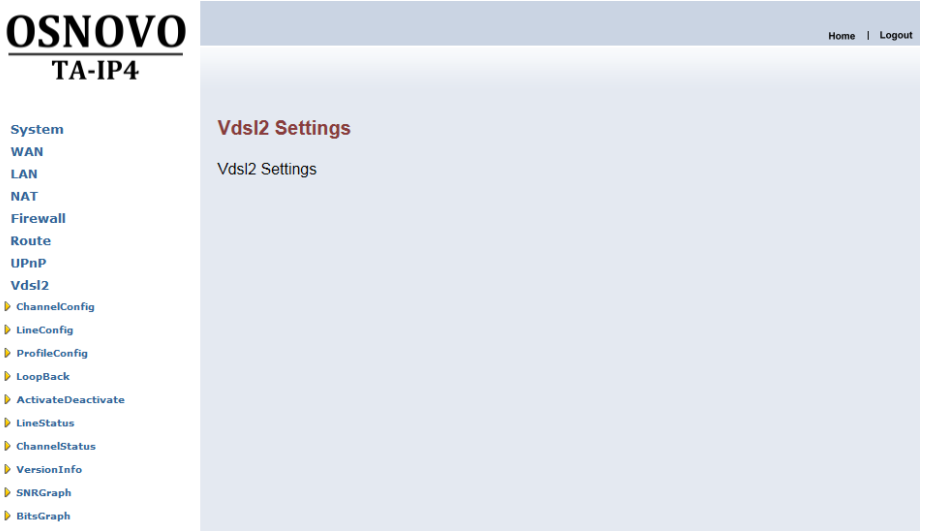 OSNOVO
TA-IP4
Home | Logout
System
WAN
LAN
NAT
Firewall
Route
UPnP
Vdsl2
ChannelConfig
LineConfig
ProfileConfig
LoopBack
ActivateDeactivate
LineStatus
ChannelStatus
VersionInfo
SNRGraph
BitsGraph
Vdsl2 Settings
Vdsl2 Settings